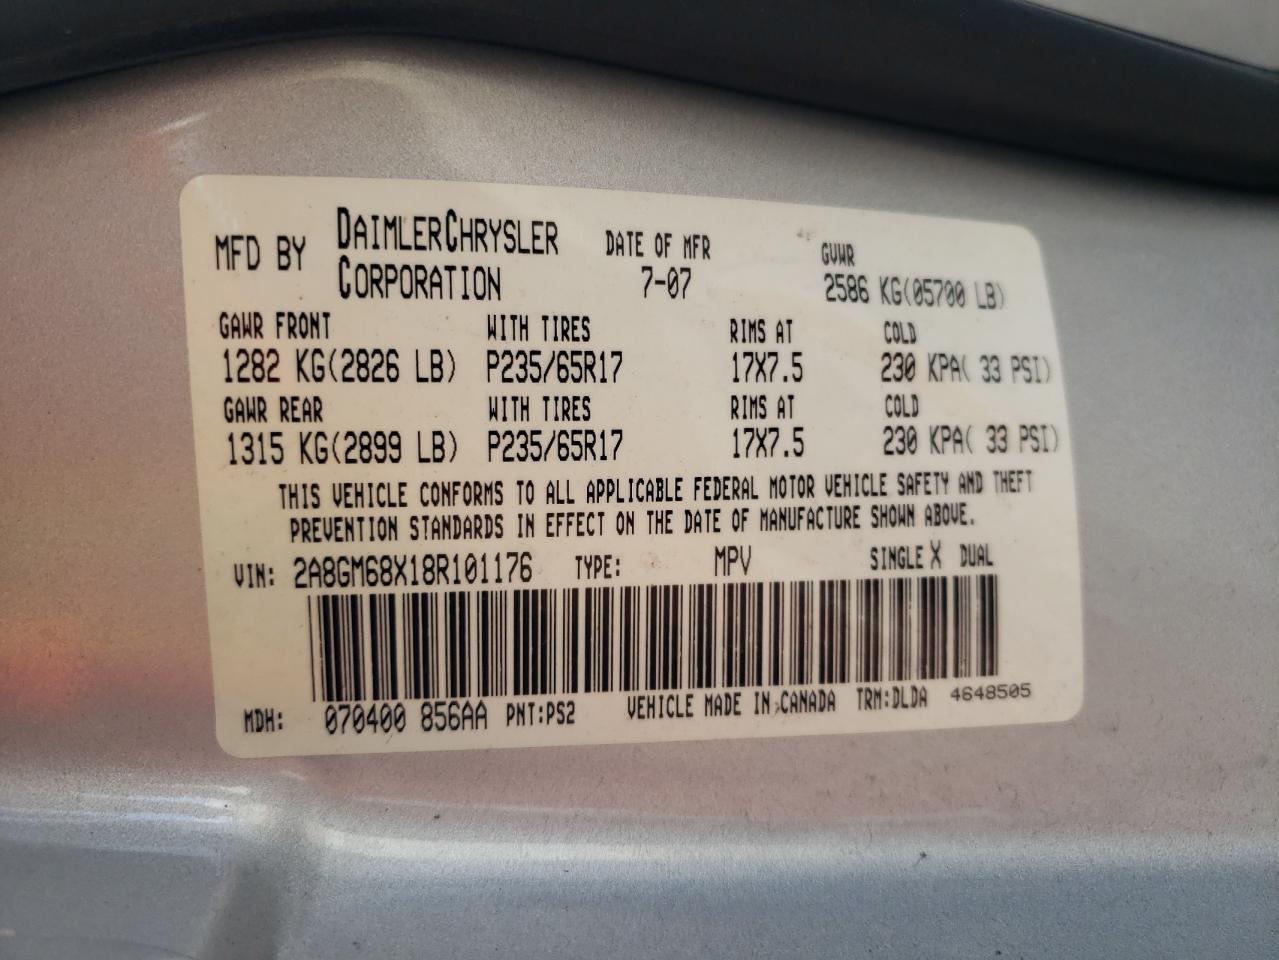 MFD BY DAIMLERCHRYSLER CORPORATION DATE OF MFR 7-07 GVWR 2586 KG(05700 LB)
GAWR FRONT WITH TIRES RIMS AT COLD
1282 KG(2826 LB) P235/65R17 17X7.5 230 KPA( 33 PSI)
GAWR REAR WITH TIRES RIMS AT COLD
1315 KG(2899 LB) P235/65R17 17X7.5 230 KPA( 33 PSI)
THIS VEHICLE CONFORMS TO ALL APPLICABLE FEDERAL MOTOR VEHICLE SAFETY AND THEFT
PREVENTION STANDARDS IN EFFECT ON THE DATE OF MANUFACTURE SHOWN ABOVE.
VIN: 2A8GM68X18R101176 TYPE: MPV SINGLE X DUAL
MDH: 070400 856AA PNT:PS2 VEHICLE MADE IN CANADA TRM:DLDA 4648505